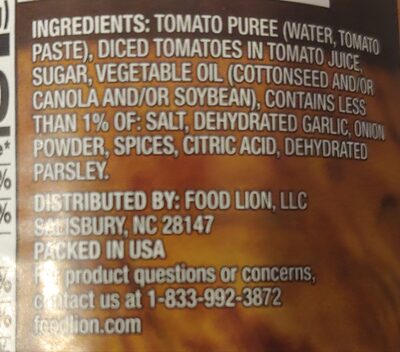 INGREDIENTS: TOMATO PUREE (WATER, TOMATO
PASTE), DICED TOMATOES IN TOMATO JUICE,
SUGAR, VEGETABLE OIL (COTTONSEED AND/OR
CANOLA AND/OR SOYBEAN), CONTAINS LESS
THAN 1% OF: SALT, DEHYDRATED GARLIC, ONION
POWDER, SPICES, CITRIC ACID, DEHYDRATED
PARSLEY.
DISTRIBUTED BY: FOOD LION, LLC
SALISBURY, NC 28147
PACKED IN USA
For product questions or concerns,
contact us at 1-833-992-3872
foodlion.com